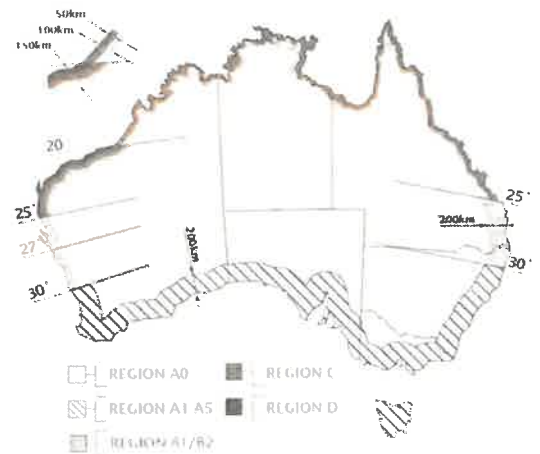 50km
100km
150km
20
25°
27°
30°
200km
25°
200km
30°
REGION A0
REGION C
REGION A1 A5
REGION D
REGION B1/B2